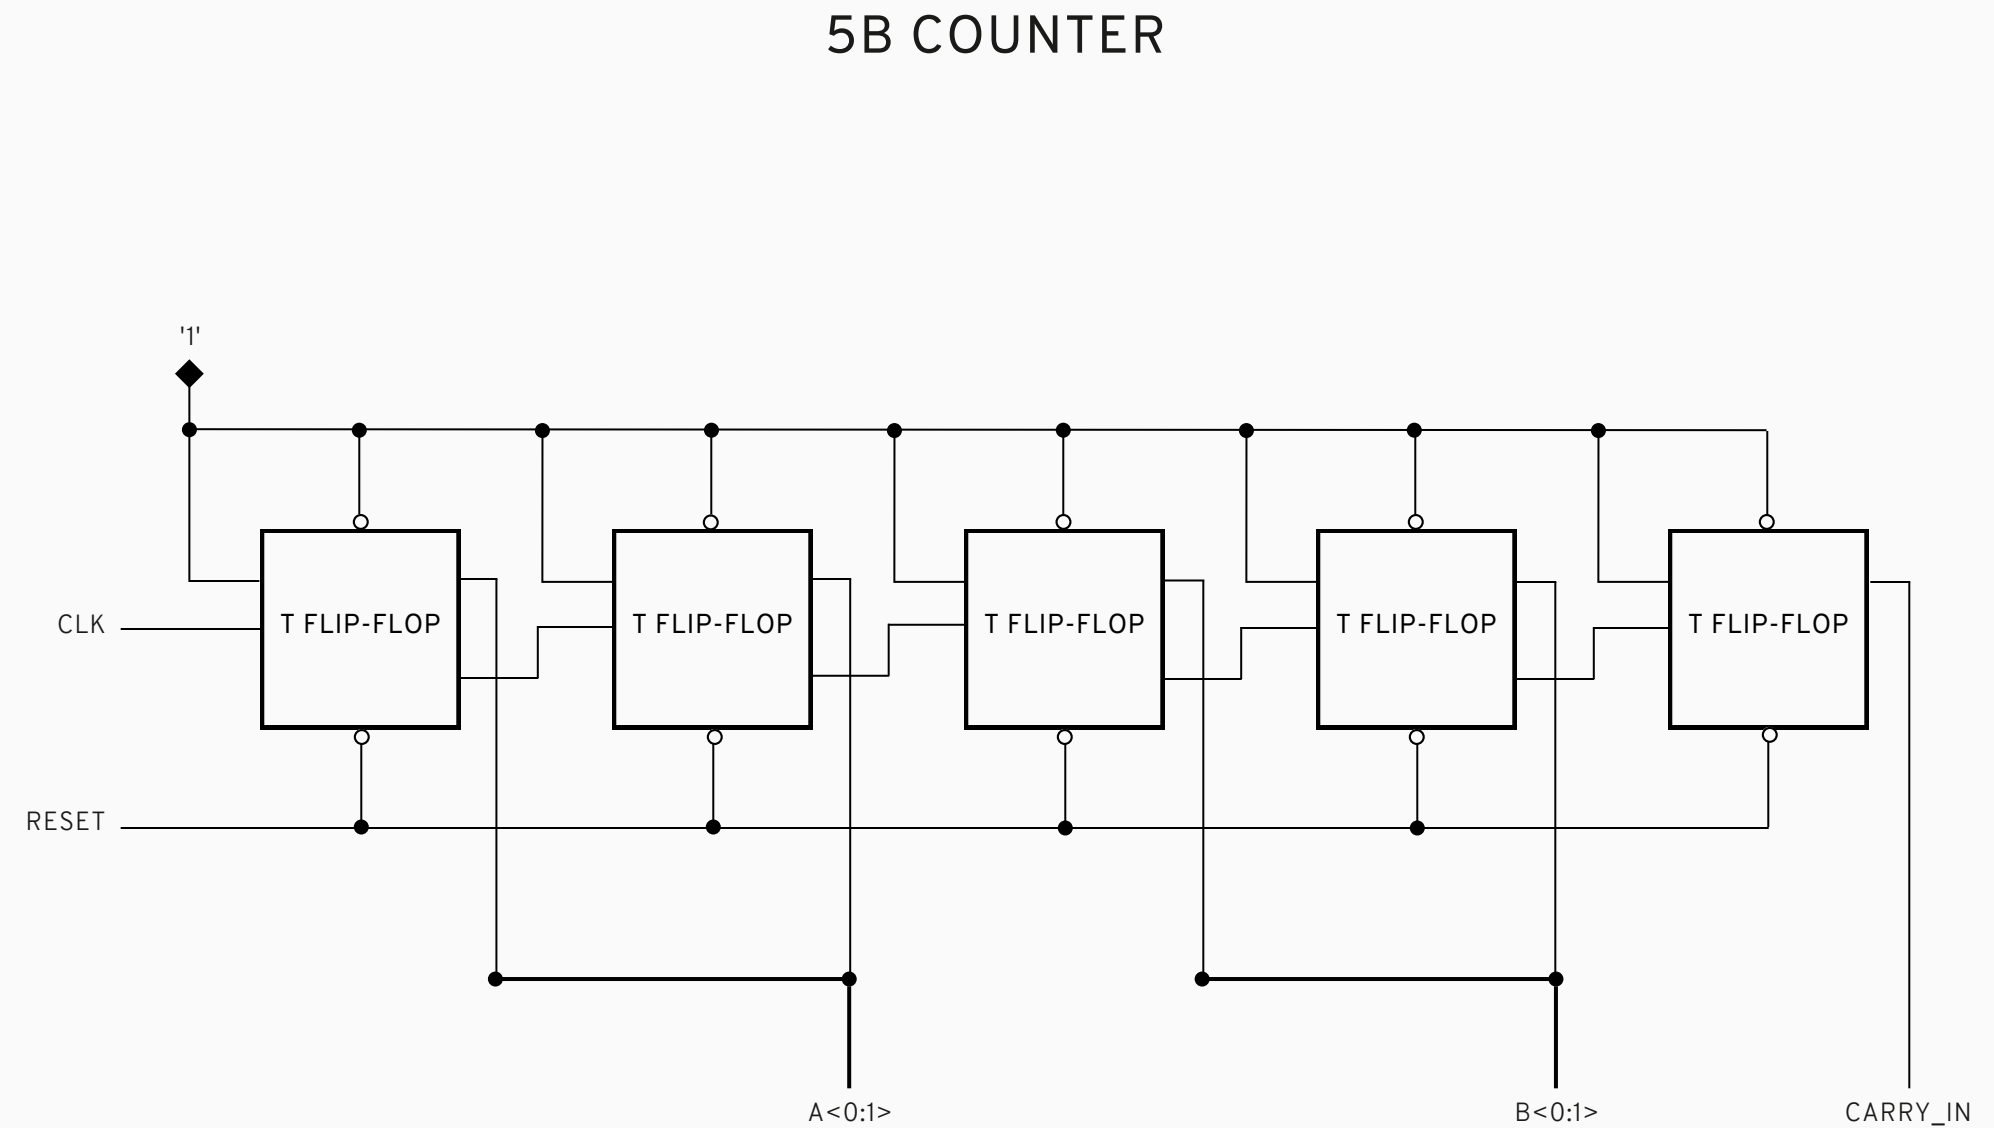 5B COUNTER
'1'
CLK
T FLIP-FLOP
T FLIP-FLOP
T FLIP-FLOP
T FLIP-FLOP
T FLIP-FLOP
RESET
A<0:1>
B<0:1>
CARRY_IN